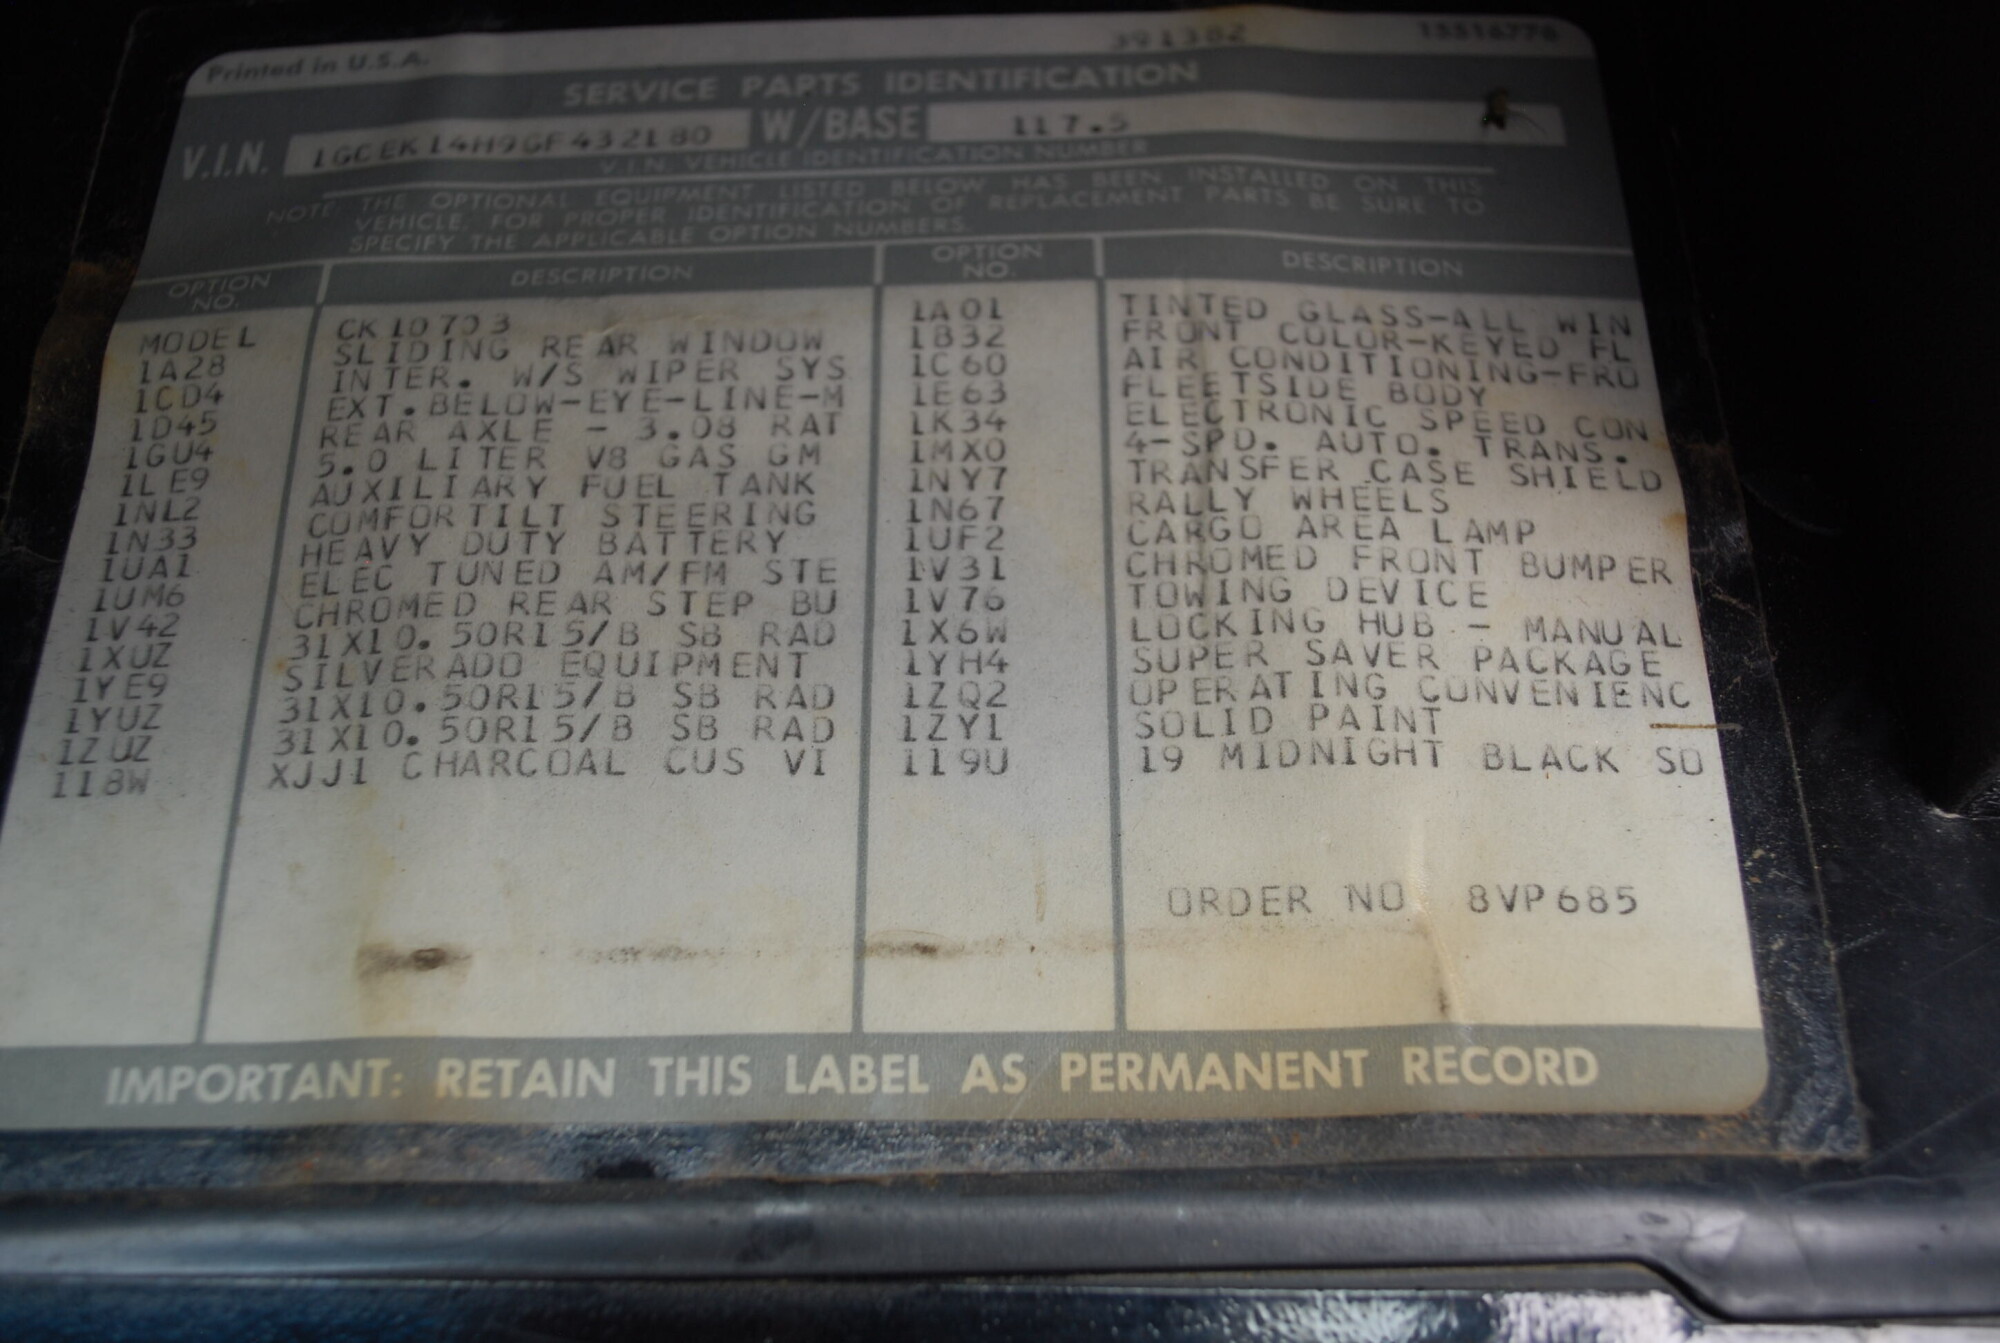 Printed in U.S.A. 391382 15516776
SERVICE PARTS IDENTIFICATION
V.I.N. 1GCEK14H9GF432180 W/BASE 117.5
V.I.N. VEHICLE IDENTIFICATION NUMBER
NOTE: THE OPTIONAL EQUIPMENT LISTED BELOW HAS BEEN INSTALLED ON THIS
VEHICLE. FOR PROPER IDENTIFICATION OF REPLACEMENT PARTS BE SURE TO
SPECIFY THE APPLICABLE OPTION NUMBERS.
OPTION NO. DESCRIPTION OPTION NO. DESCRIPTION
MODEL CK10703 1A01 TINTED GLASS-ALL WIN
1A28 SLIDING REAR WINDOW 1B32 FRONT COLOR-KEYED FL
1CD4 INTER. W/S WIPER SYS 1C60 AIR CONDITIONING-FRO
1D45 EXT.BELOW-EYE-LINE-M 1E63 FLEETSIDE BODY
1GU4 REAR AXLE - 3.08 RAT 1K34 ELECTRONIC SPEED CON
1LE9 5.0 LITER V8 GAS GM 1MX0 4-SPD. AUTO. TRANS.
1NL2 AUXILIARY FUEL TANK 1NY7 TRANSFER CASE SHIELD
1N33 COMFORTILT STEERING 1N67 RALLY WHEELS
1UA1 HEAVY DUTY BATTERY 1UF2 CARGO AREA LAMP
1UM6 ELEC TUNED AM/FM STE 1V31 CHROMED FRONT BUMPER
1V42 CHROMED REAR STEP BU 1V76 TOWING DEVICE
1XUZ 31X10.50R15/B SB RAD 1X6W LOCKING HUB - MANUAL
1YE9 SILVERADO EQUIPMENT 1YH4 SUPER SAVER PACKAGE
1YUZ 31X10.50R15/B SB RAD 1ZQ2 OPERATING CONVENIENC
1ZUZ 31X10.50R15/B SB RAD 1ZY1 SOLID PAINT
118W XJJ1 CHARCOAL CUS VI 119U 19 MIDNIGHT BLACK SO
ORDER NO 8VP685
IMPORTANT: RETAIN THIS LABEL AS PERMANENT RECORD